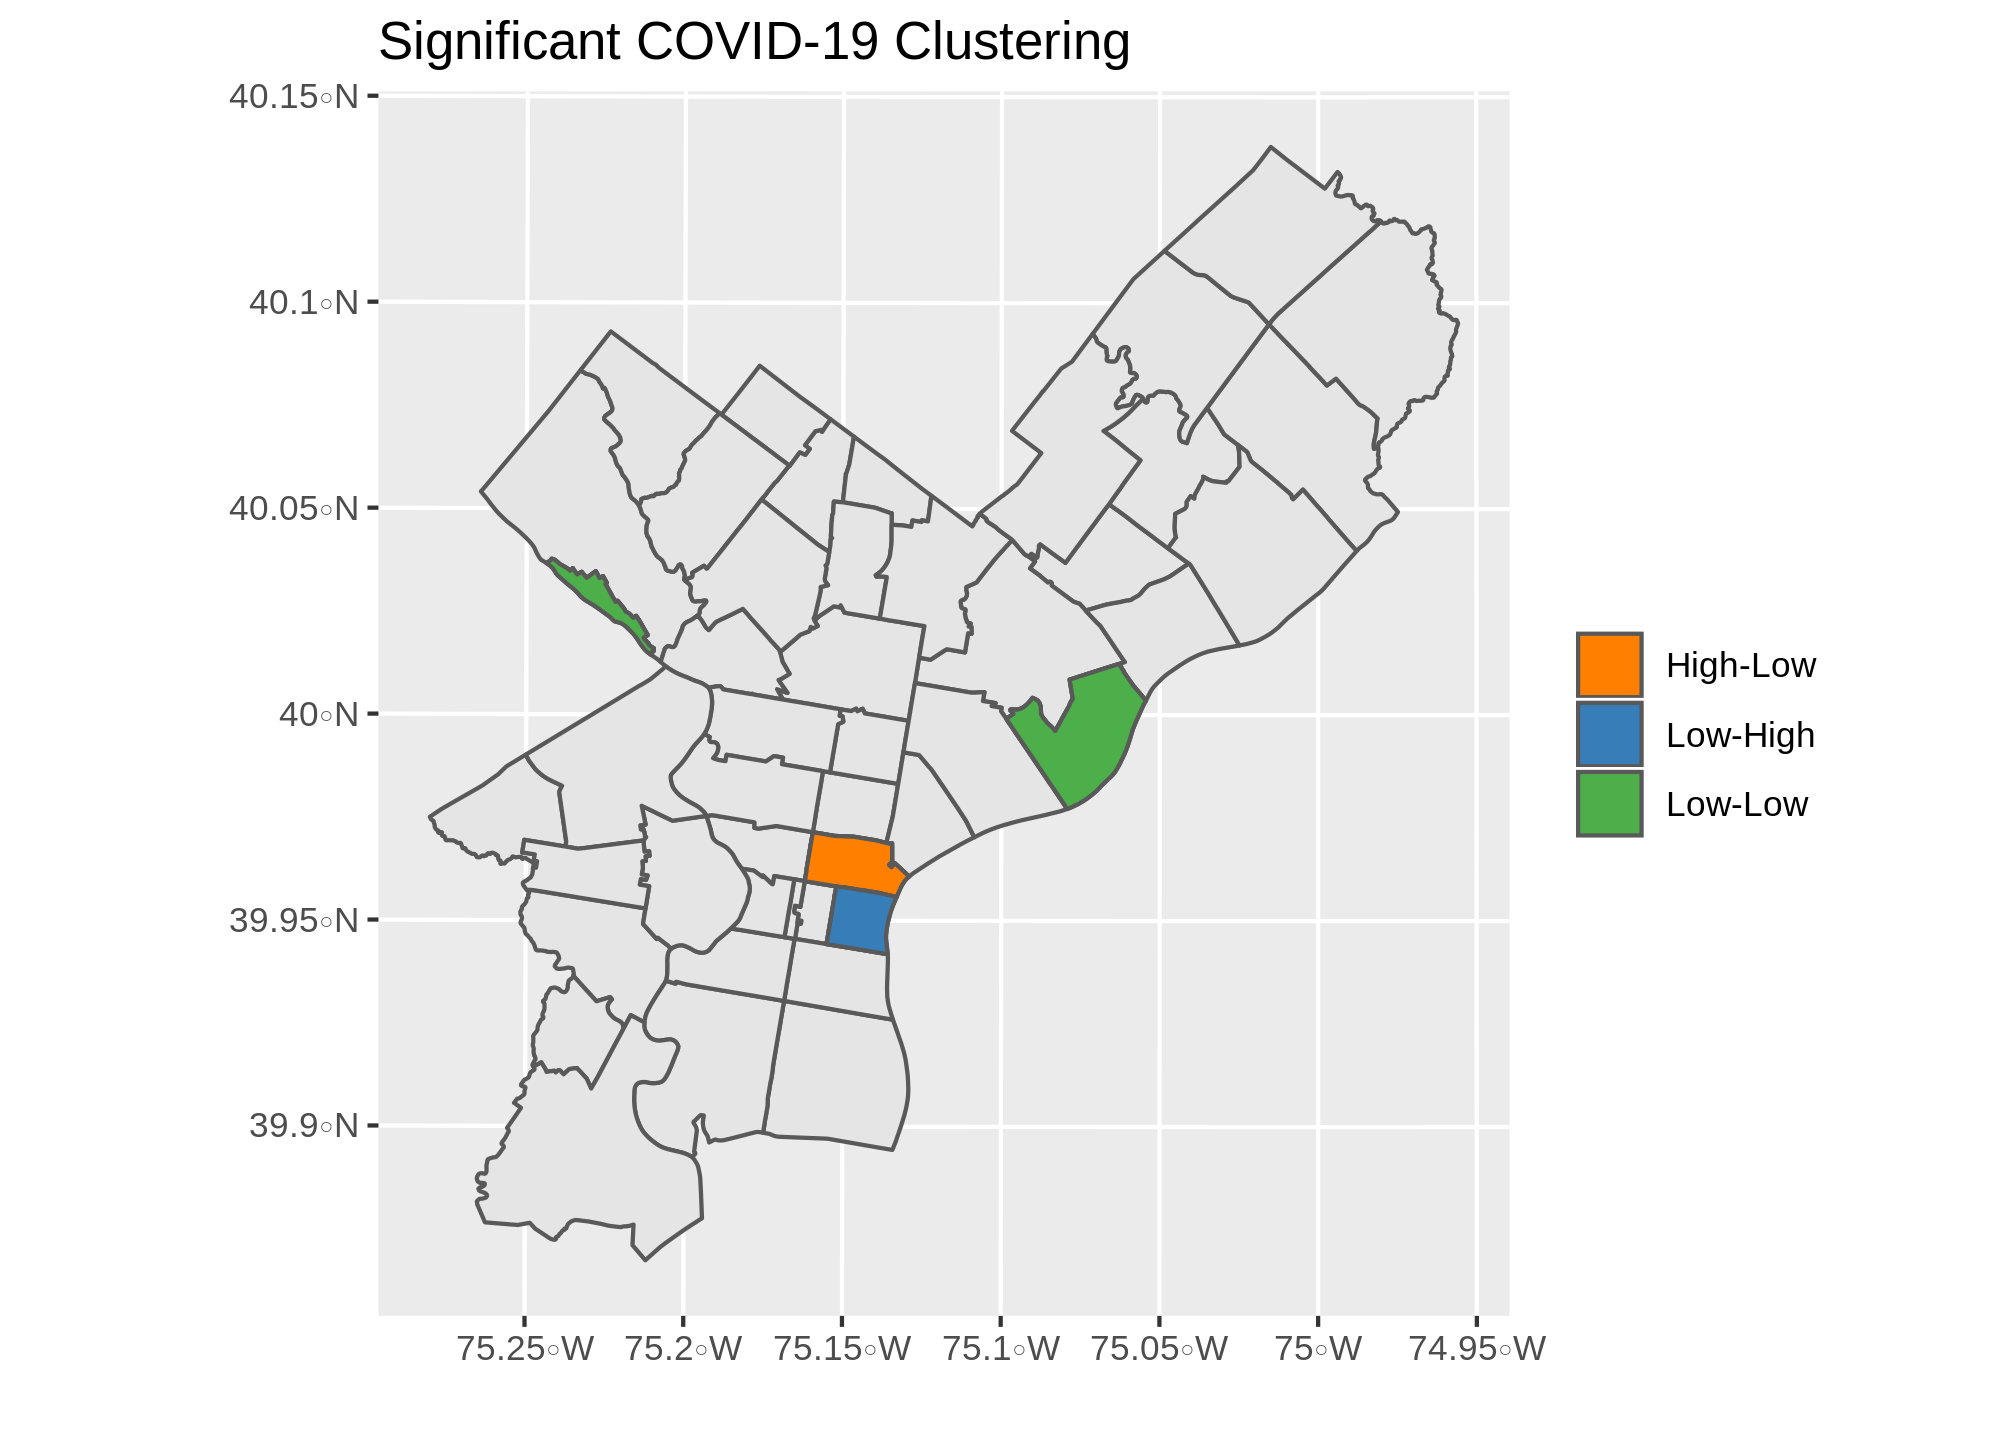 Significant COVID-19 Clustering
40.15○N
40.1○N
40.05○N
40○N
39.95○N
39.9○N
75.25○W 75.2○W 75.15○W 75.1○W 75.05○W 75○W 74.95○W
High-Low
Low-High
Low-Low